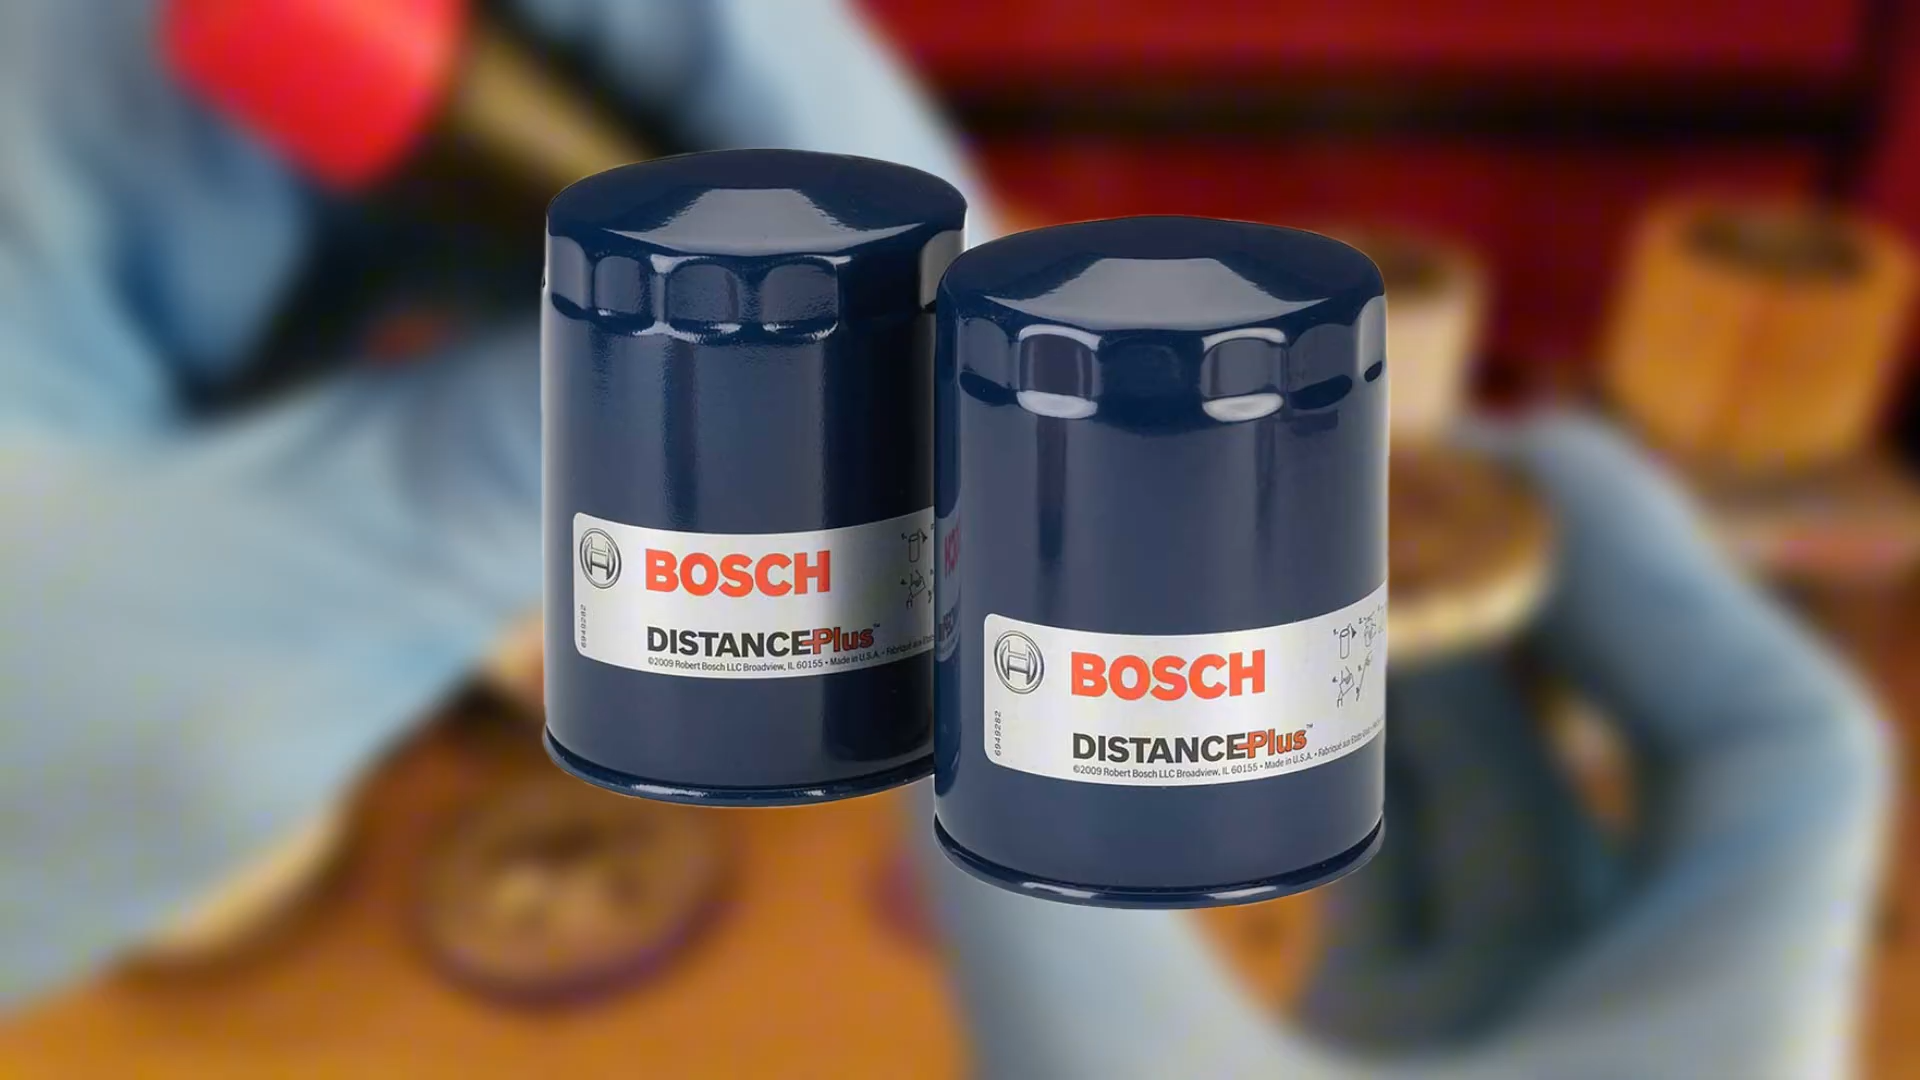 BOSCH
DISTANCEPlus™
©2009 Robert Bosch LLC Broadview, IL 60155 • Made in U.S.A. • Fabriqué aux États
6949282
BOSCH
DISTANCEPlus™
©2009 Robert Bosch LLC Broadview, IL 60155 • Made in U.S.A. • Fabriqué aux États-Unis
6949282